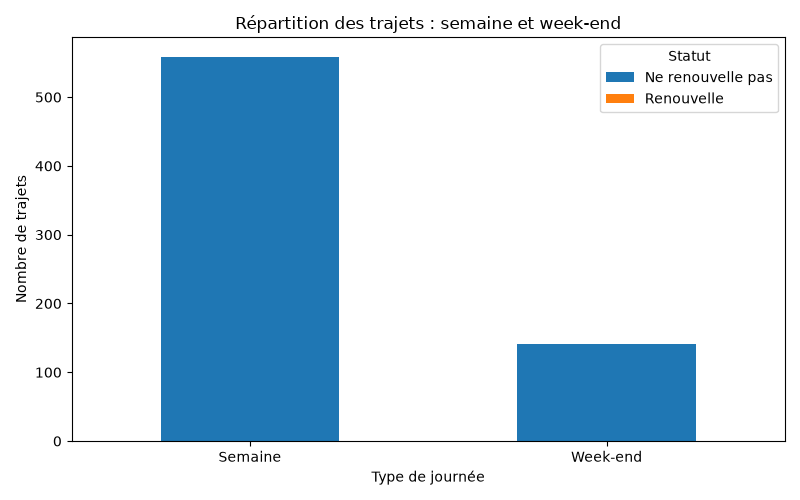 Répartition des trajets : semaine et week-end
Statut
Ne renouvelle pas
Renouvelle
Nombre de trajets
500
400
300
200
100
0
Semaine
Week-end
Type de journée